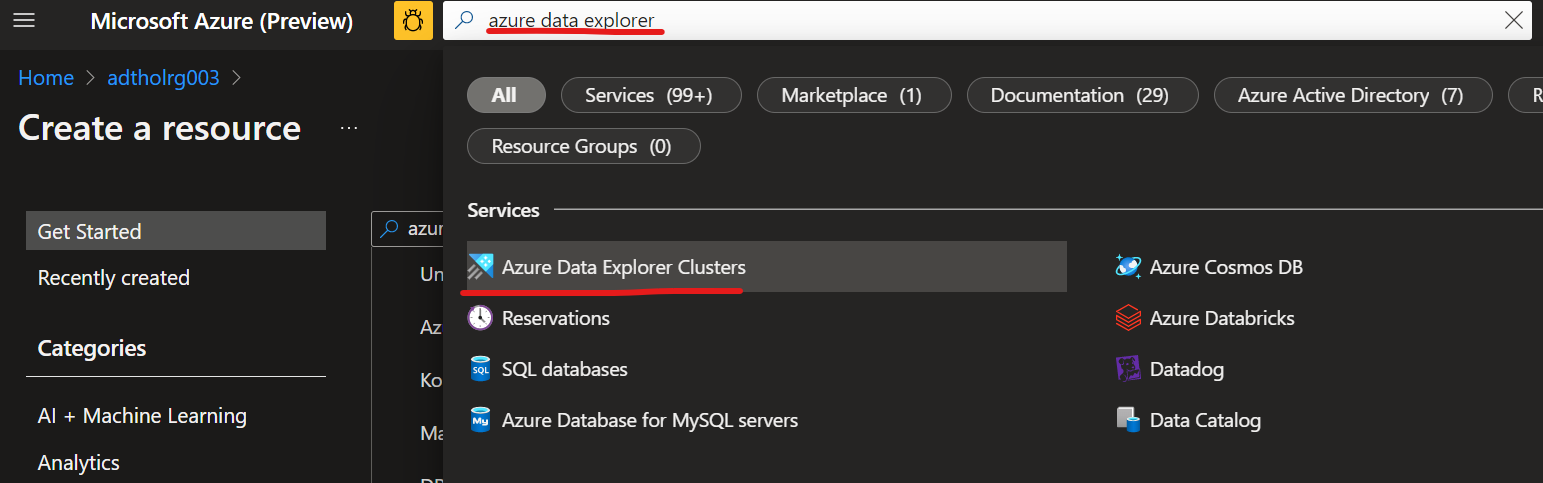 Microsoft Azure (Preview)
azure data explorer
Home > adtholrg003 >
Create a resource ...
All
Services (99+)
Marketplace (1)
Documentation (29)
Azure Active Directory (7)
R
Resource Groups (0)
Get Started
Recently created
Categories
AI + Machine Learning
Analytics
azur
Un
Az
Ko
Ma
Services
Azure Data Explorer Clusters
Azure Cosmos DB
Reservations
Azure Databricks
SQL databases
Datadog
Azure Database for MySQL servers
Data Catalog